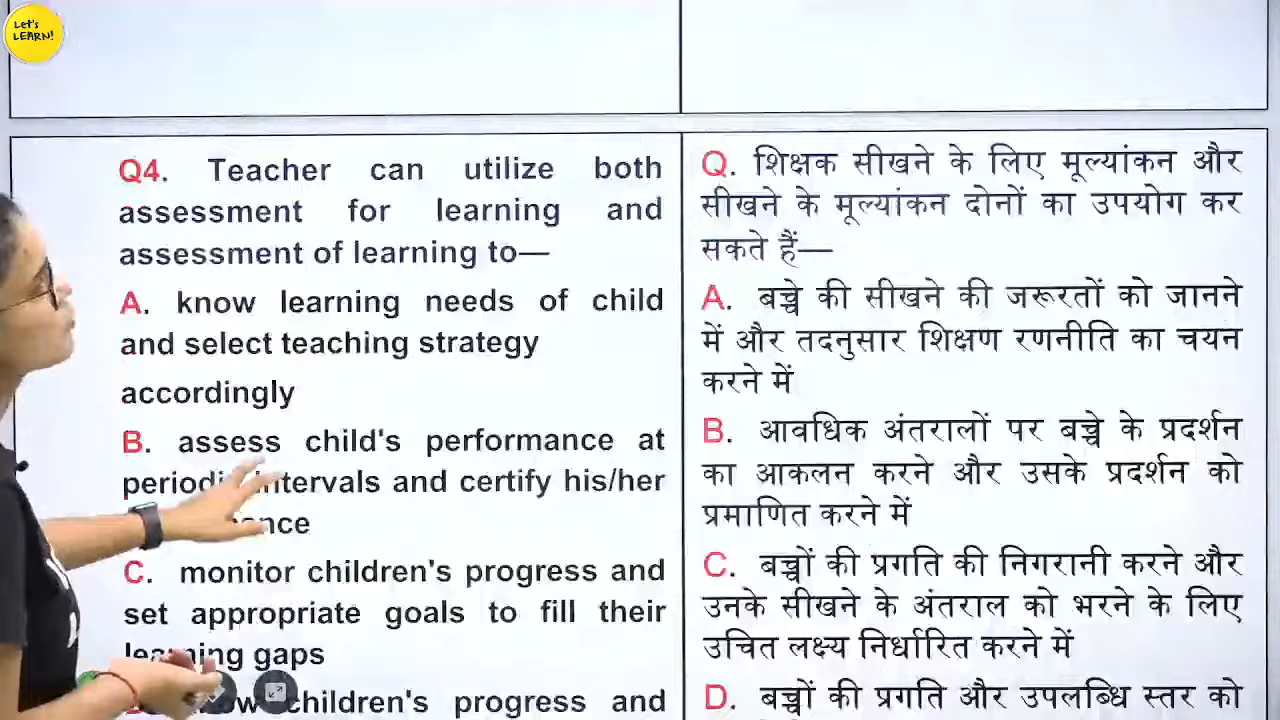 Let's
LEARN!
Q4. Teacher can utilize both
assessment for learning and
assessment of learning to—
A. know learning needs of child
and select teaching strategy
accordingly
B. assess child's performance at
intervals and certify his/her
C. monitor children's progress and
set appropriate goals to fill their
learning gaps
children's progress and
Q. शिक्षक सीखने के लिए मूल्यांकन और
सीखने के मूल्यांकन दोनों का उपयोग कर
सकते हैं—
A. बच्चे की सीखने की जरूरतों को जानने
में और तदनुसार शिक्षण रणनीति का चयन
करने में
B. आवधिक अंतरालों पर बच्चे के प्रदर्शन
का आकलन करने और उसके प्रदर्शन को
प्रमाणित करने में
C. बच्चों की प्रगति की निगरानी करने और
उनके सीखने के अंतराल को भरने के लिए
उचित लक्ष्य निर्धारित करने में
D. बच्चों की प्रगति और उपलब्धि स्तर को